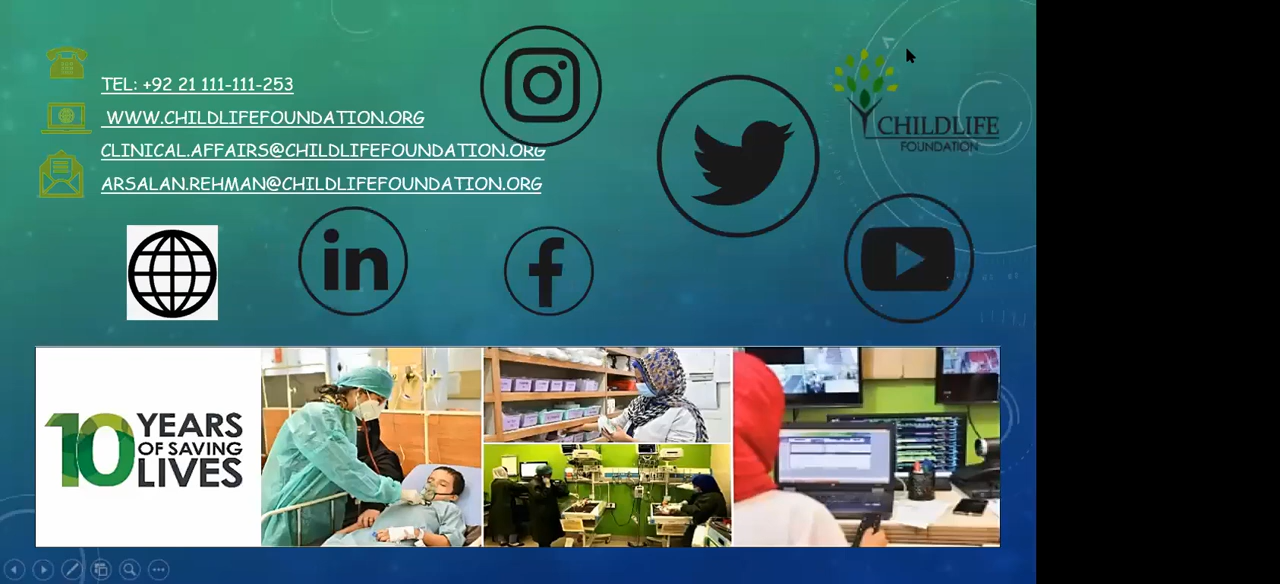 TEL: +92 21 111-111-253
WWW.CHILDLIFEFOUNDATION.ORG
CLINICAL.AFFAIRS@CHILDLIFEFOUNDATION.ORG
ARSALAN.REHMAN@CHILDLIFEFOUNDATION.ORG
CHILDLIFE
FOUNDATION
in
f
10 YEARS
OF SAVING
LIVES